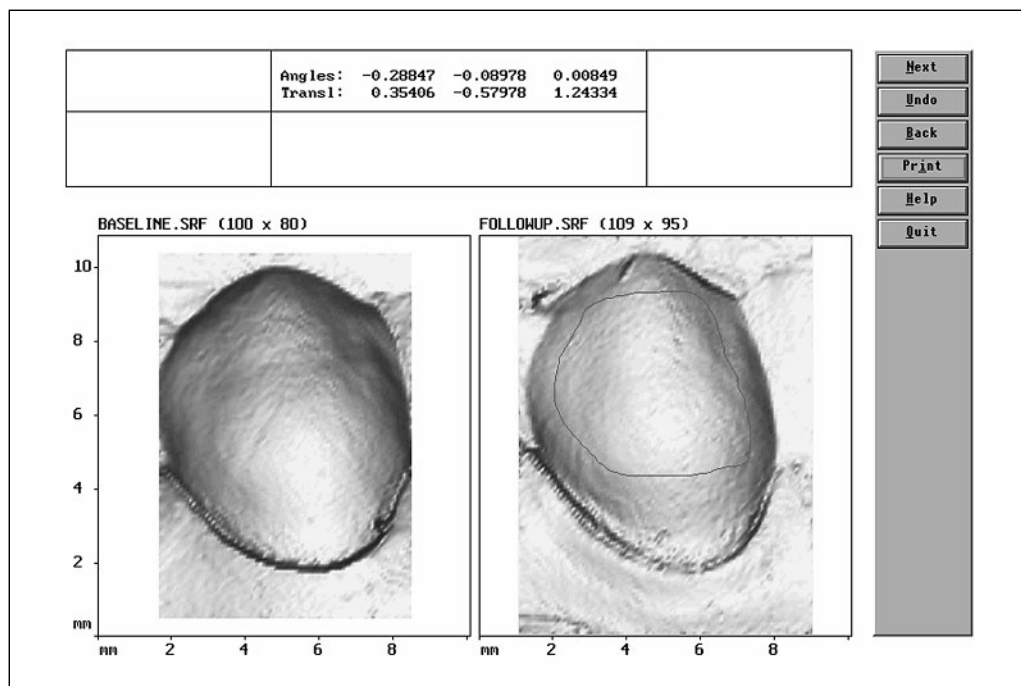 Angles: -0.28847 -0.08978 0.00849
Transl: 0.35406 -0.57978 1.24334
Next
Undo
Back
Print
Help
Quit
BASELINE.SRF (100 x 80)
10
8
6
4
2
mm
mm 2 4 6 8
FOLLOWUP.SRF (109 x 95)
mm 2 4 6 8